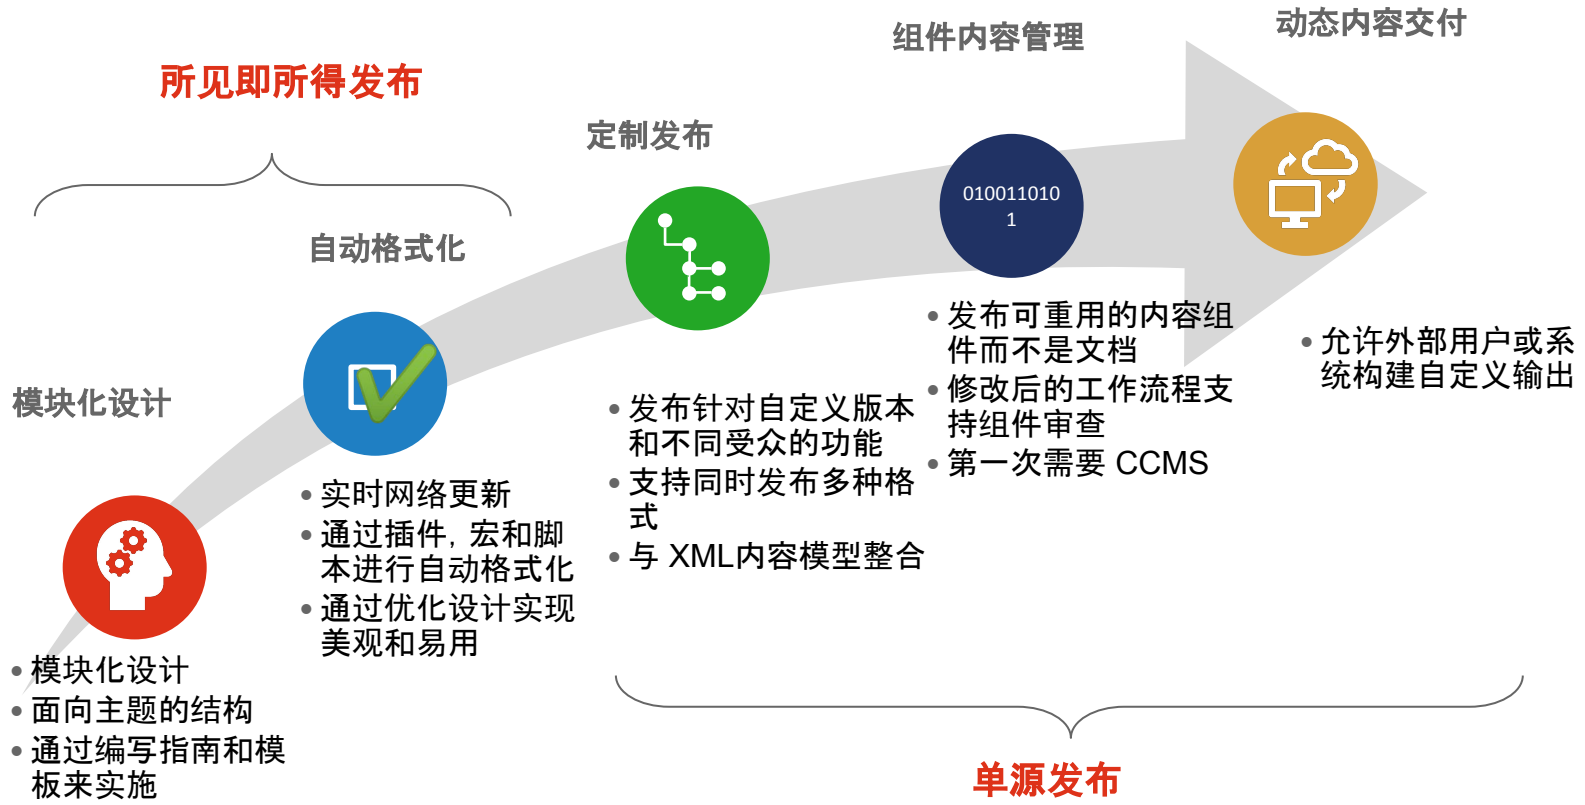 动态内容交付
组件内容管理
所见即所得发布
定制发布
自动格式化
模块化设计
010011010
1
• 模块化设计
• 面向主题的结构
• 通过编写指南和模
板来实施
• 实时网络更新
• 通过插件, 宏和脚
本进行自动格式化
• 通过优化设计实现
美观和易用
• 发布针对自定义版本
和不同受众的功能
• 支持同时发布多种格
式
• 与 XML内容模型整合
• 发布可重用的内容组
件而不是文档
• 修改后的工作流程支
持组件审查
• 第一次需要 CCMS
• 允许外部用户或系
统构建自定义输出
单源发布